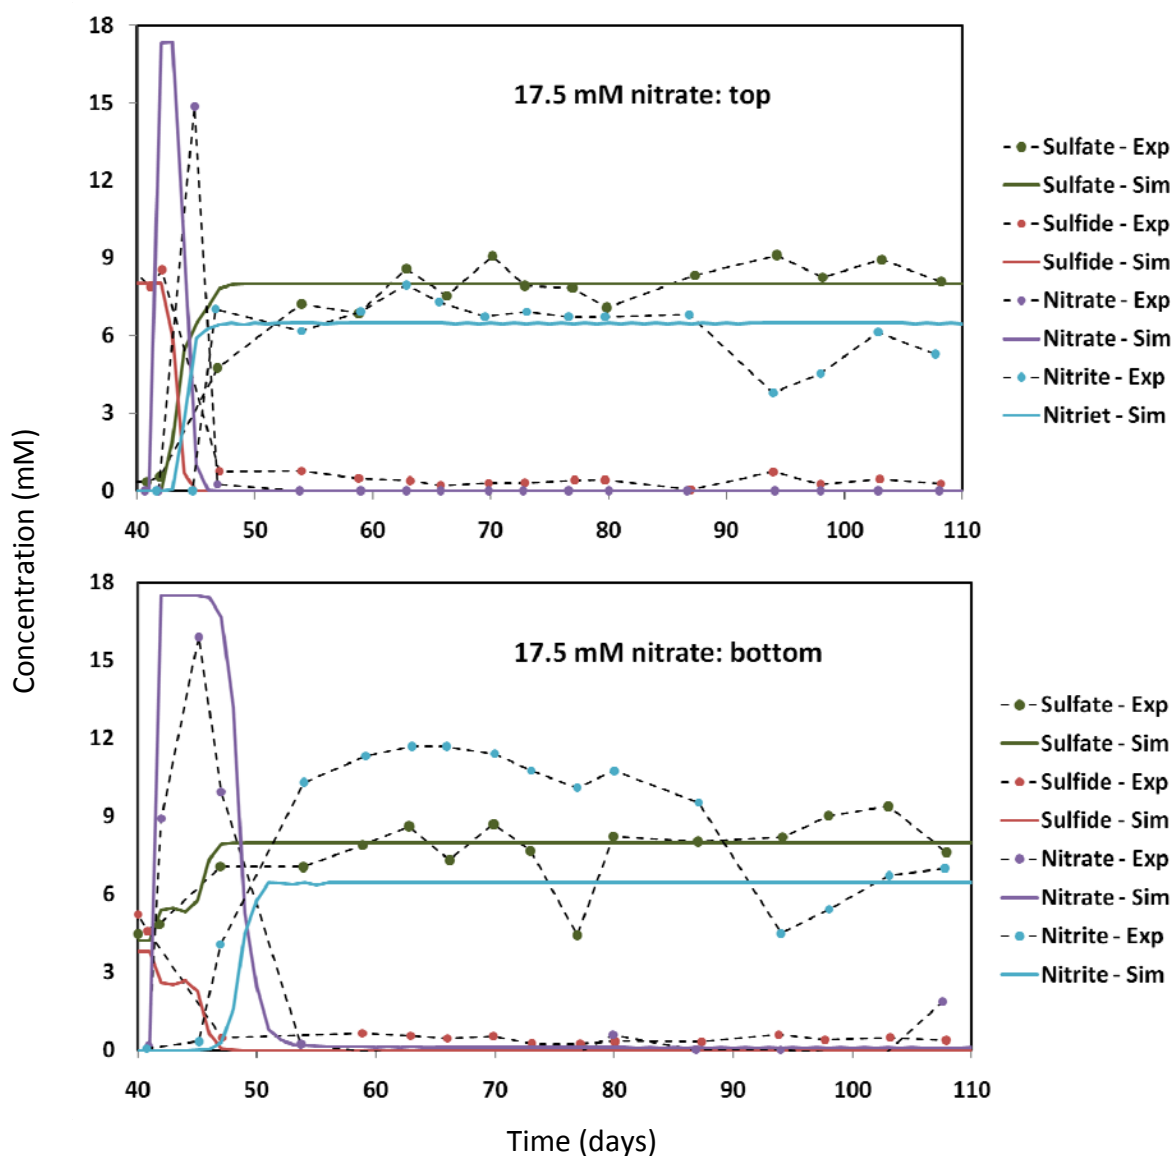 18
15
12
9
6
3
0
17.5 mM nitrate: top
40 50 60 70 80 90 100 110
Sulfate - Exp
Sulfate - Sim
Sulfide - Exp
Sulfide - Sim
Nitrate - Exp
Nitrate - Sim
Nitrite - Exp
Nitriet - Sim
Concentration (mM)
18
15
12
9
6
3
0
17.5 mM nitrate: bottom
40 50 60 70 80 90 100 110
Sulfate - Exp
Sulfate - Sim
Sulfide - Exp
Sulfide - Sim
Nitrate - Exp
Nitrate - Sim
Nitrite - Exp
Nitrite - Sim
Time (days)